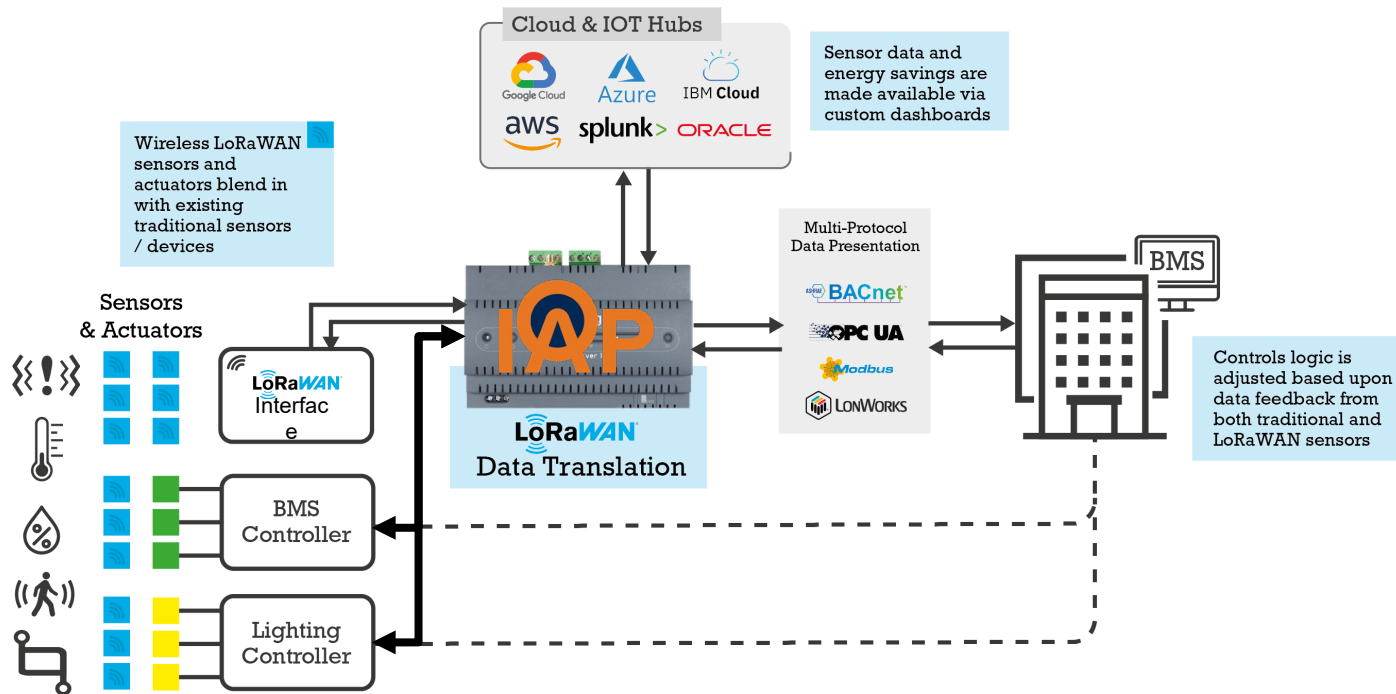 Cloud & IOT Hubs
Google Cloud
Azure
IBM Cloud
aws
splunk>
ORACLE
Sensor data and
energy savings are
made available via
custom dashboards
Wireless LoRaWAN
sensors and
actuators blend in
with existing
traditional sensors
/ devices
Sensors
& Actuators
LoRaWAN
Interfac
e
IAP
LoRaWAN
Data Translation
Multi-Protocol
Data Presentation
ASHRAE BACnet™
OPC UA
Modbus
LONWORKS
BMS
Controls logic is
adjusted based upon
data feedback from
both traditional and
LoRaWAN sensors
BMS
Controller
Lighting
Controller
%